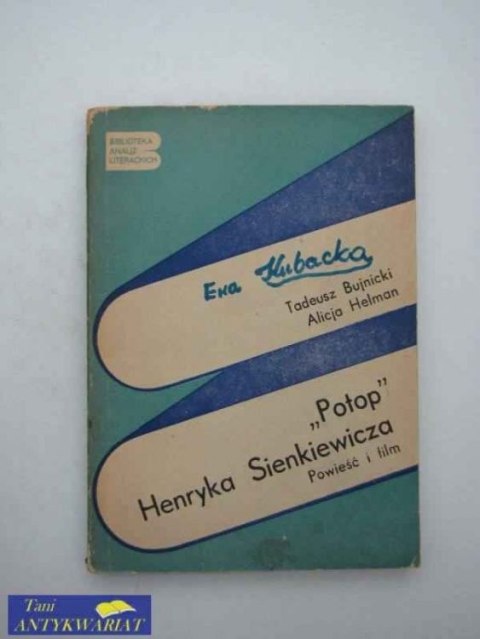 BIBLIOTEKA
ANALIZ
LITERACKICH
Ewa Kubacka
Tadeusz Bujnicki
Alicja Helman
„Potop”
Henryka Sienkiewicza
Powieść i film
Tani
ANTYKWARIAT